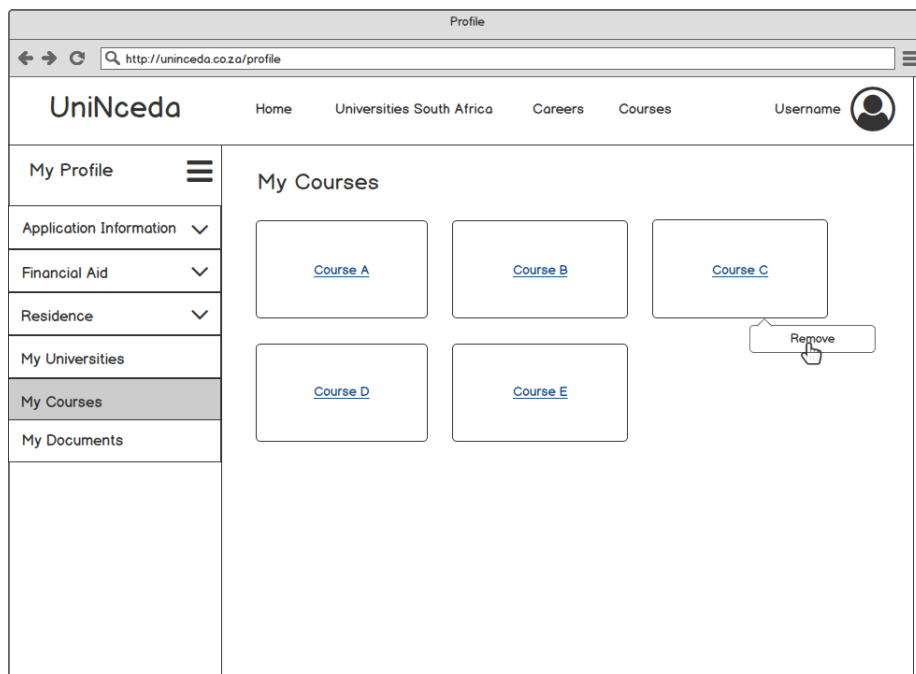 Profile
http://uninceda.co.za/profile
UniNceda Home Universities South Africa Careers Courses Username
My Profile
My Courses
Application Information
Financial Aid
Residence
My Universities
My Courses
My Documents
Course A Course B Course C
Remove
Course D Course E